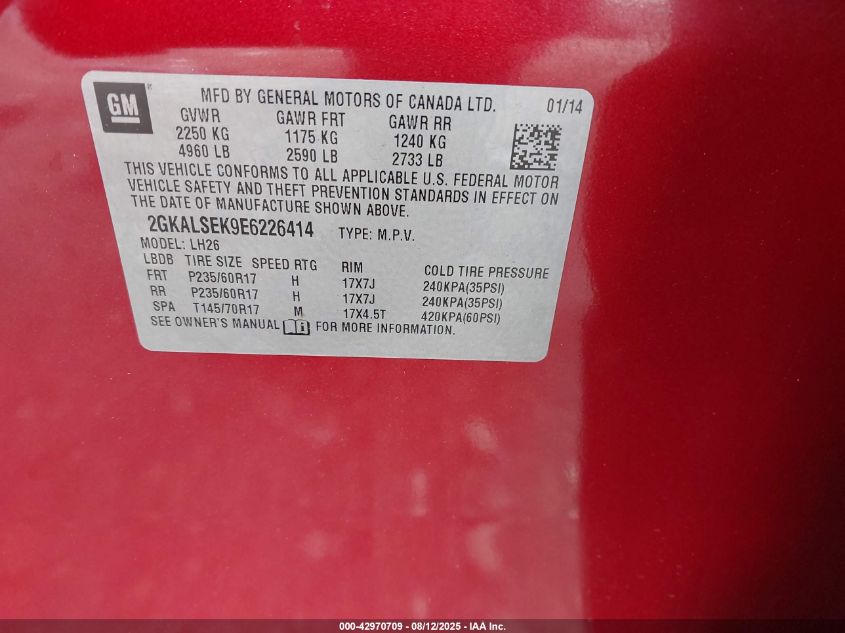 GM
MFD BY GENERAL MOTORS OF CANADA LTD. 01/14
GVWR GAWR FRT GAWR RR
2250 KG 1175 KG 1240 KG
4960 LB 2590 LB 2733 LB
THIS VEHICLE CONFORMS TO ALL APPLICABLE U.S. FEDERAL MOTOR
VEHICLE SAFETY AND THEFT PREVENTION STANDARDS IN EFFECT ON
THE DATE OF MANUFACTURE SHOWN ABOVE.
2GKALSEK9E6226414 TYPE: M.P.V.
MODEL: LH26
LBDB TIRE SIZE SPEED RTG RIM COLD TIRE PRESSURE
FRT P235/60R17 H 17X7J 240KPA(35PSI)
RR P235/60R17 H 17X7J 240KPA(35PSI)
SPA T145/70R17 M 17X4.5T 420KPA(60PSI)
SEE OWNER'S MANUAL FOR MORE INFORMATION.
000-42970709 - 08/12/2025 - IAA Inc.